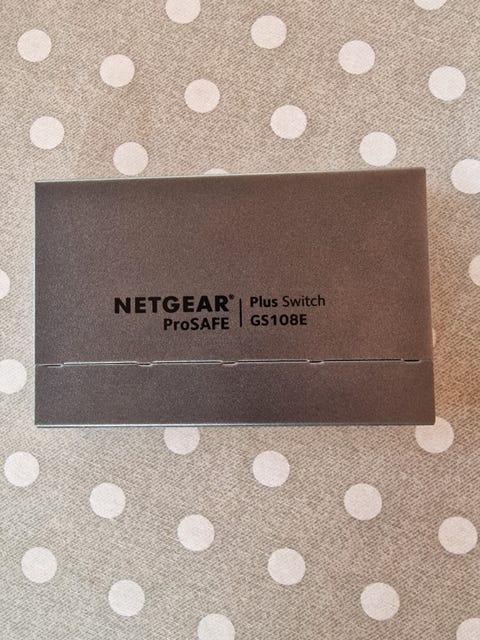 NETGEAR® | Plus Switch
ProSAFE | GS108E